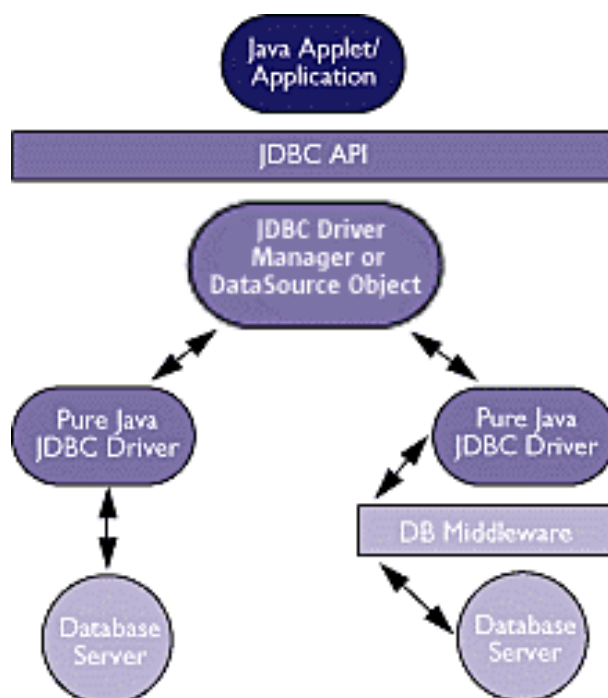 Java Applet/
Application
JDBC API
JDBC Driver
Manager or
DataSource Object
Pure Java
JDBC Driver
Pure Java
JDBC Driver
DB Middleware
Database
Server
Database
Server